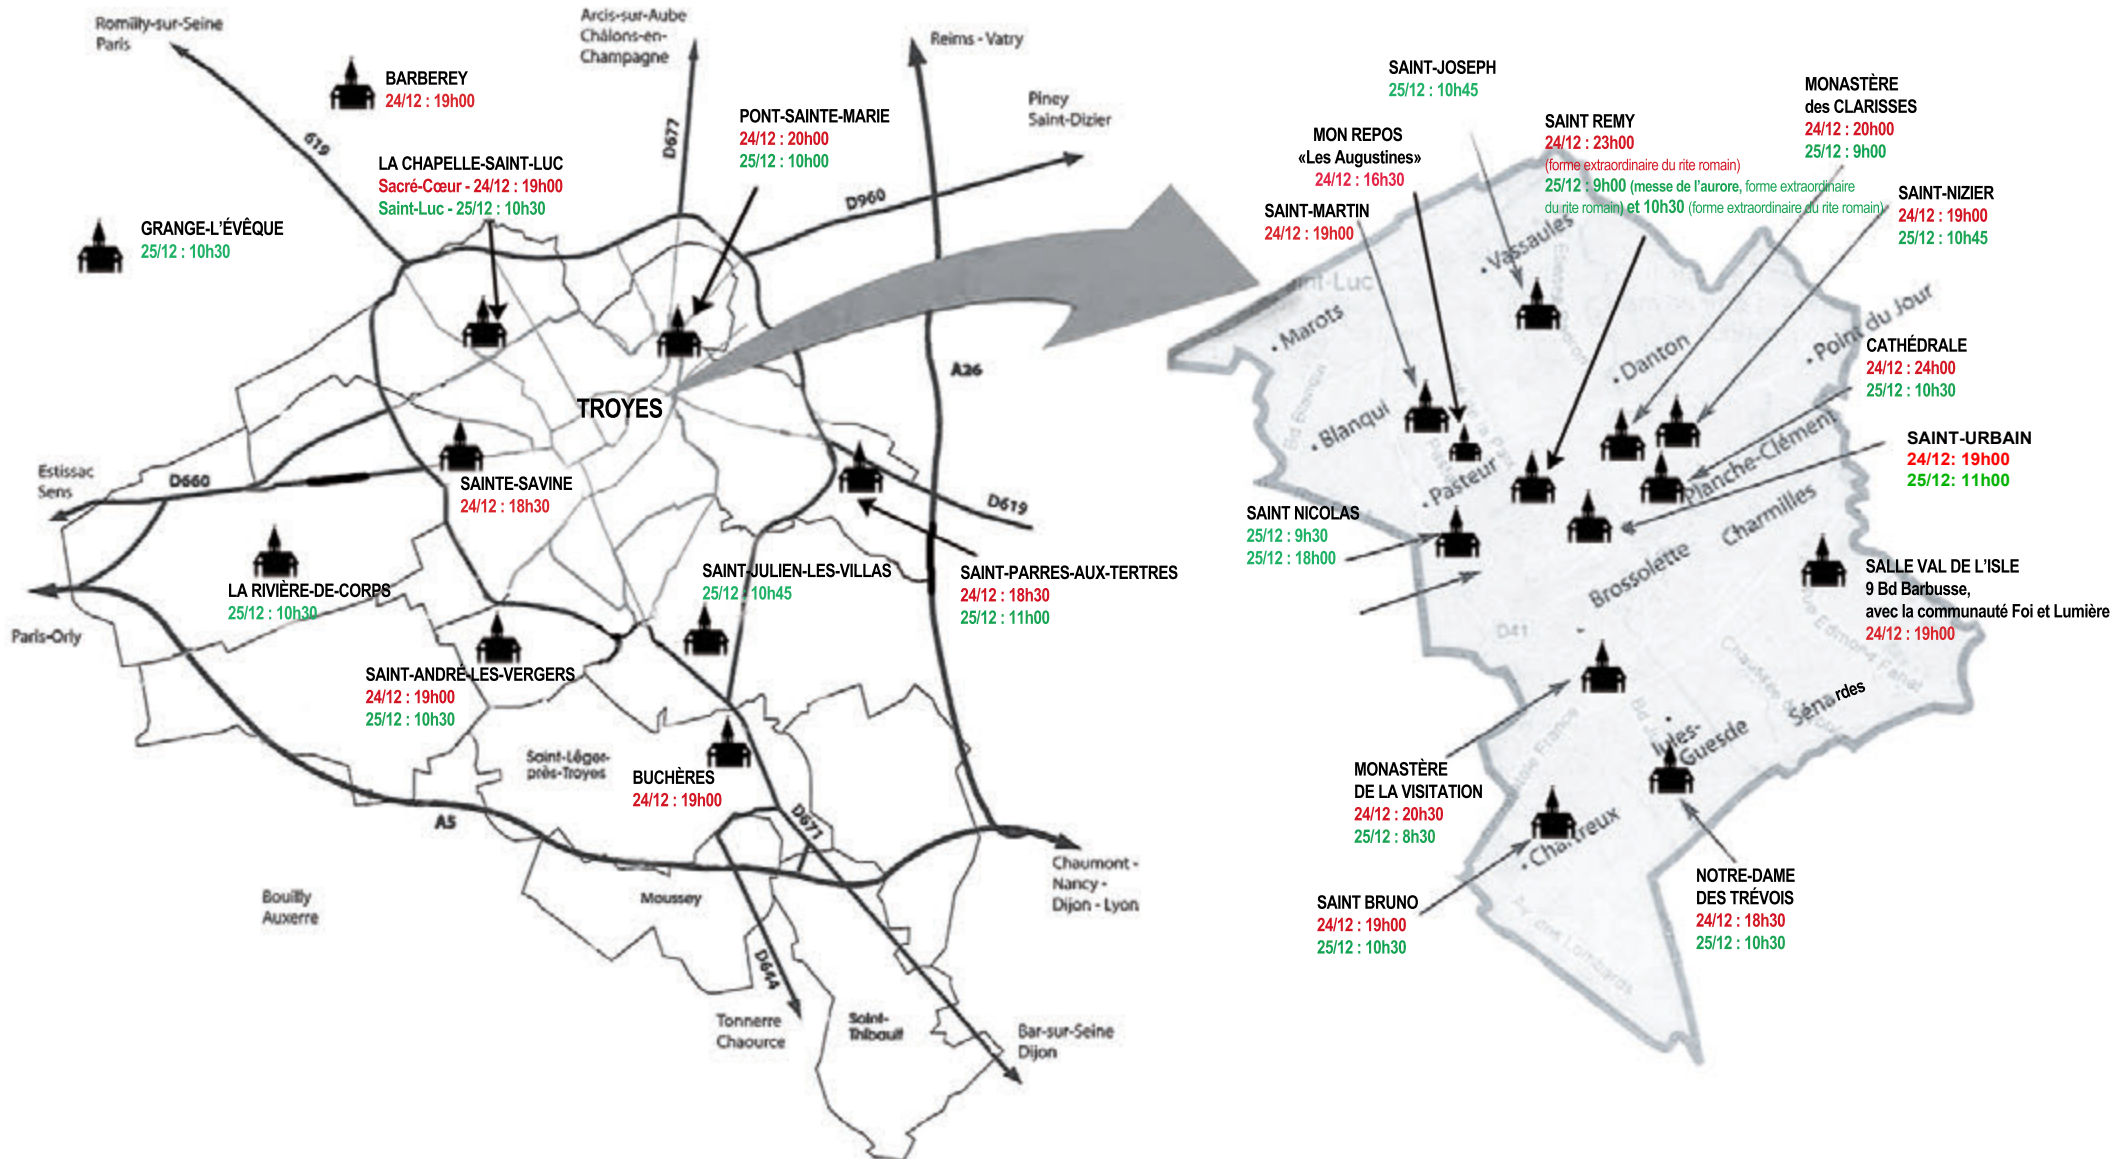 Romilly-sur-Seine
Paris
Arcis-sur-Aube
Châlons-en-
Champagne
Reims - Vatry
Piney
Saint-Dizier
619
D677
D960
A26
BARBEREY
24/12 : 19h00
PONT-SAINTE-MARIE
24/12 : 20h00
25/12 : 10h00
LA CHAPELLE-SAINT-LUC
Sacré-Cœur - 24/12 : 19h00
Saint-Luc - 25/12 : 10h30
GRANGE-L'ÉVÊQUE
25/12 : 10h30
TROYES
Estissac
Sens
D660
SAINTE-SAVINE
24/12 : 18h30
D619
LA RIVIÈRE-DE-CORPS
25/12 : 10h30
SAINT-JULIEN-LES-VILLAS
25/12 : 10h45
SAINT-PARRES-AUX-TERTRES
24/12 : 18h30
25/12 : 11h00
Paris-Orly
SAINT-ANDRÉ-LES-VERGERS
24/12 : 19h00
25/12 : 10h30
Saint-Léger-
près-Troyes
BUCHÈRES
24/12 : 19h00
A5
D671
Chaumont -
Nancy -
Dijon - Lyon
Bouilly
Auxerre
Moussey
D644
Tonnerre
Chaource
Saint-
Thibault
Bar-sur-Seine
Dijon
SAINT-JOSEPH
25/12 : 10h45
MON REPOS
«Les Augustines»
24/12 : 16h30
SAINT REMY
24/12 : 23h00
(forme extraordinaire du rite romain)
25/12 : 9h00 (messe de l'aurore, forme extraordinaire
du rite romain) et 10h30 (forme extraordinaire du rite romain)
MONASTÈRE
des CLARISSES
24/12 : 20h00
25/12 : 9h00
SAINT-NIZIER
24/12 : 19h00
25/12 : 10h45
SAINT-MARTIN
24/12 : 19h00
Vassaules
int-Luc
Marots
Point du Jour
Danton
CATHÉDRALE
24/12 : 24h00
25/12 : 10h30
Bd Blanqui
Blanqui
Pasteur
Planche-Clément
SAINT-URBAIN
24/12: 19h00
25/12: 11h00
Charmilles
SAINT NICOLAS
25/12 : 9h30
25/12 : 18h00
Brossolette
SALLE VAL DE L'ISLE
9 Bd Barbusse,
avec la communauté Foi et Lumière
24/12 : 19h00
D41
Sénardes
Jules-
Guesde
MONASTÈRE
DE LA VISITATION
24/12 : 20h30
25/12 : 8h30
Chartreux
NOTRE-DAME
DES TRÉVOIS
24/12 : 18h30
25/12 : 10h30
SAINT BRUNO
24/12 : 19h00
25/12 : 10h30
Av des Lombards